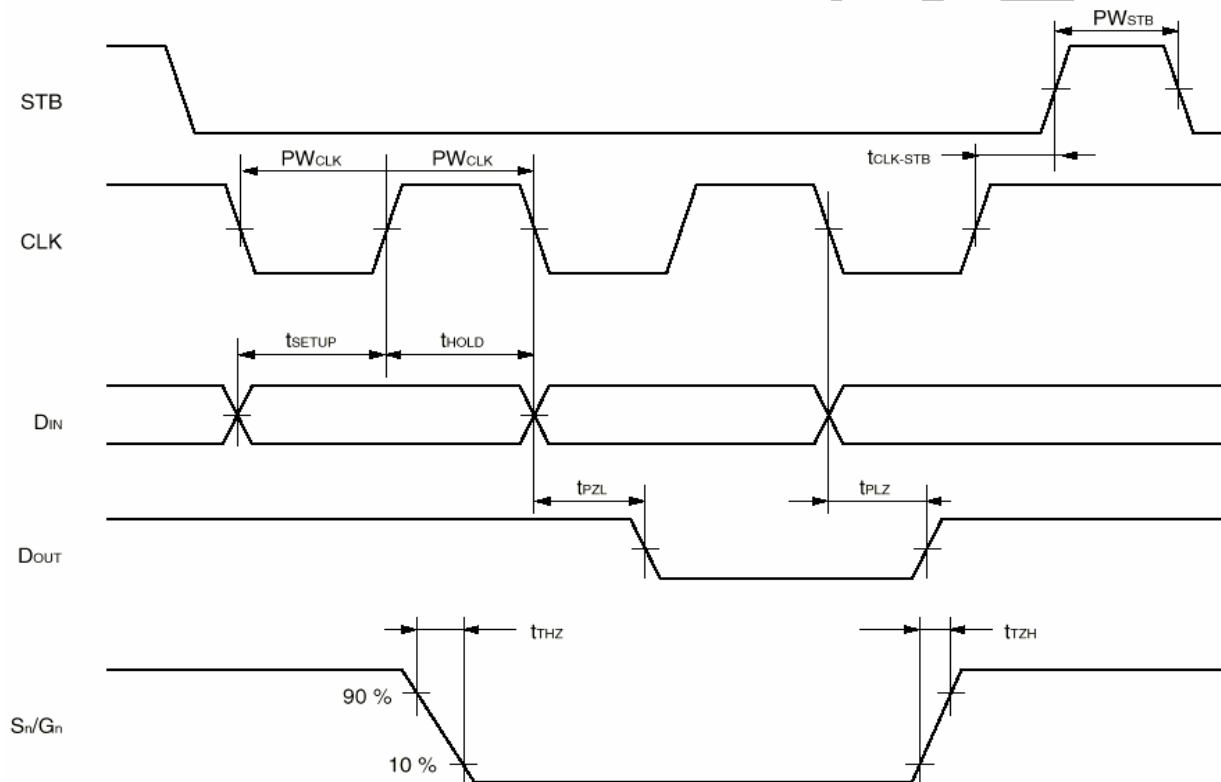 PWSTB
STB
PWCLK PWCLK
tCLK-STB
CLK
tSETUP tHOLD
DIN
tPZL tPLZ
DOUT
tTHZ tTZH
90 %
Sn/Gn
10 %